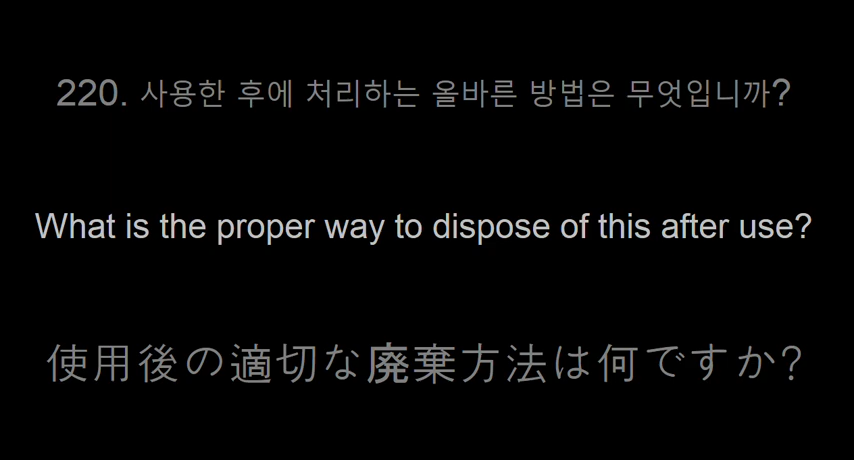 220. 사용한 후에 처리하는 올바른 방법은 무엇입니까?
What is the proper way to dispose of this after use?
使用後の適切な廃棄方法は何ですか?